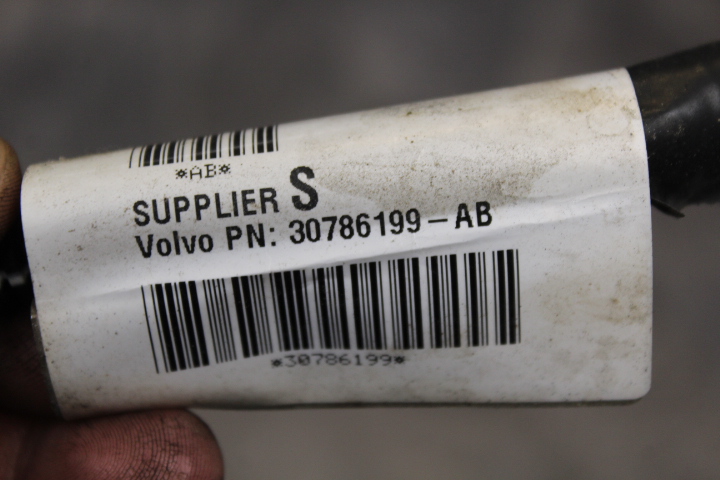 *AB*
SUPPLIER S
Volvo PN: 30786199-AB
*30786199*